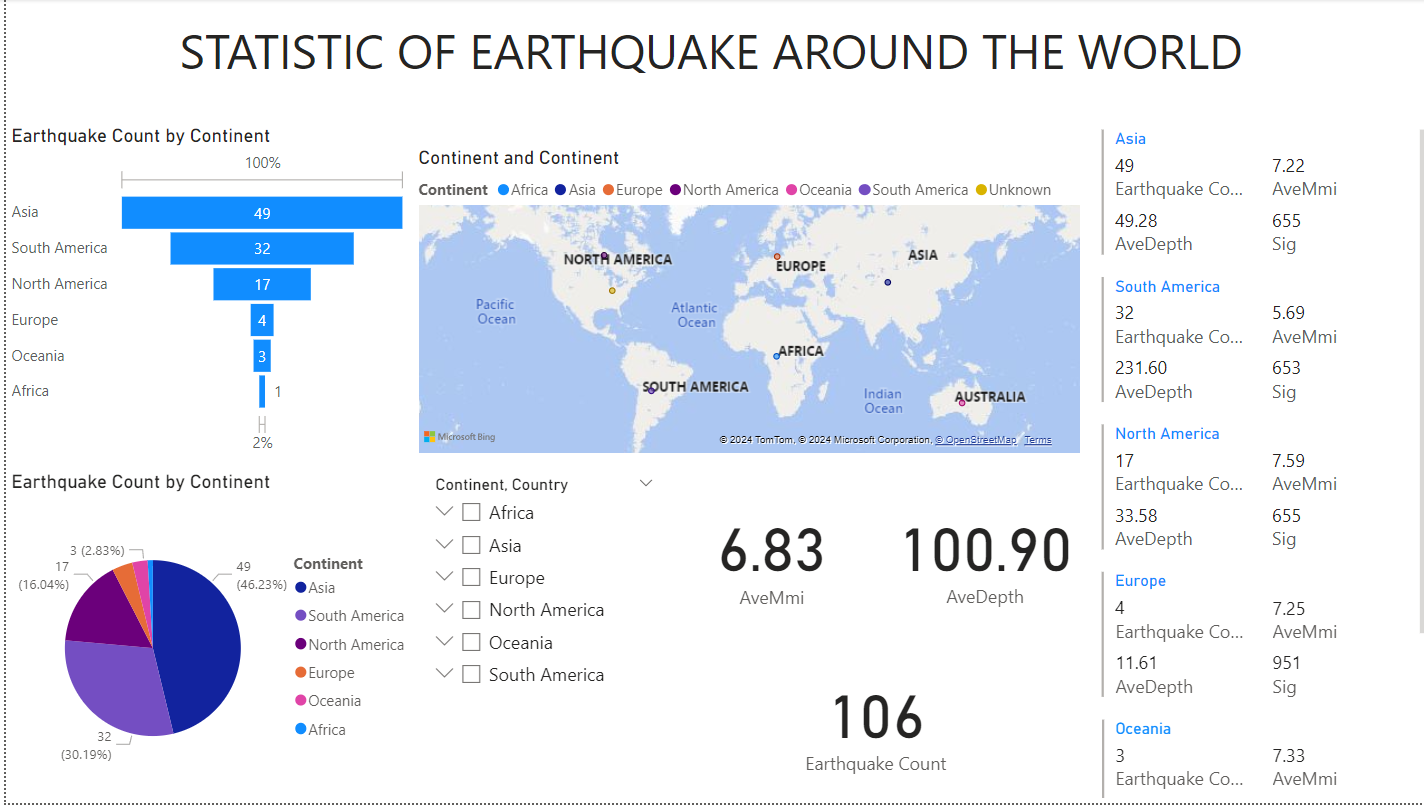 STATISTIC OF EARTHQUAKE AROUND THE WORLD
Earthquake Count by Continent
100%
Asia
49
South America
32
North America
17
Europe
4
Oceania
3
Africa
1
2%
Earthquake Count by Continent
3 (2.83%)
17
(16.04%)
49
(46.23%)
32
(30.19%)
Continent
Asia
South America
North America
Europe
Oceania
Africa
Continent and Continent
Continent Africa Asia Europe North America Oceania South America Unknown
NORTH AMERICA
EUROPE
ASIA
Pacific
Ocean
Atlantic
Ocean
AFRICA
SOUTH AMERICA
Indian
Ocean
AUSTRALIA
Microsoft Bing
© 2024 TomTom, © 2024 Microsoft Corporation, © OpenStreetMap Terms
Continent, Country
Africa
Asia
Europe
North America
Oceania
South America
6.83
AveMmi
100.90
AveDepth
106
Earthquake Count
Asia
49 7.22
Earthquake Co... AveMmi
49.28 655
AveDepth Sig
South America
32 5.69
Earthquake Co... AveMmi
231.60 653
AveDepth Sig
North America
17 7.59
Earthquake Co... AveMmi
33.58 655
AveDepth Sig
Europe
4 7.25
Earthquake Co... AveMmi
11.61 951
AveDepth Sig
Oceania
3 7.33
Earthquake Co... AveMmi